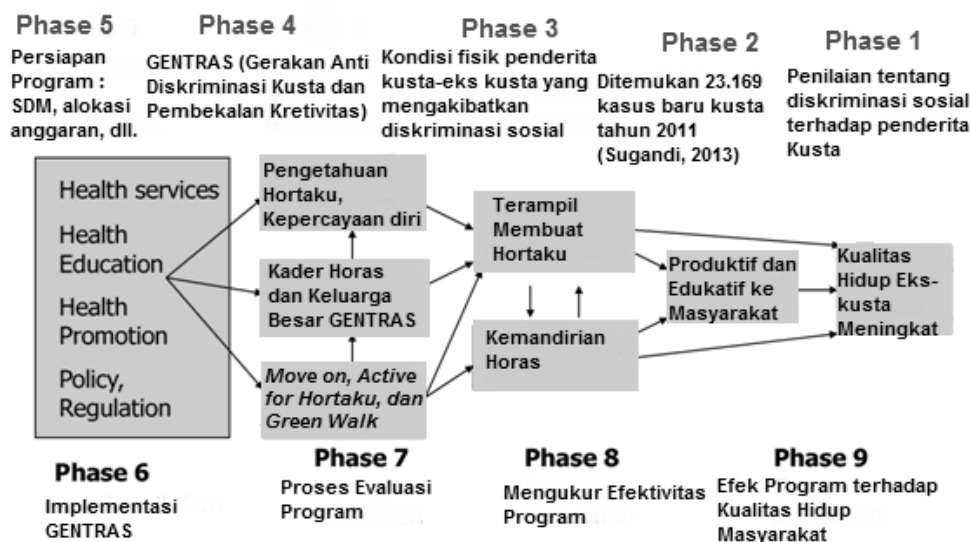 Phase 5
Persiapan
Program :
SDM, alokasi
anggaran, dll.
Phase 4
GENTRAS (Gerakan Anti
Diskriminasi Kusta dan
Pembekalan Kretivitas)
Phase 3
Kondisi fisik penderita
kusta-eks kusta yang
mengakibatkan
diskriminasi sosial
Phase 2
Ditemukan 23.169
kasus baru kusta
tahun 2011
(Sugandi, 2013)
Phase 1
Penilaian tentang
diskriminasi sosial
terhadap penderita
Kusta
Health services
Health
Education
Health
Promotion
Policy,
Regulation
Pengetahuan
Hortaku,
Kepercayaan diri
Kader Horas
dan Keluarga
Besar GENTRAS
Move on, Active
for Hortaku, dan
Green Walk
Terampil
Membuat
Hortaku
Kemandirian
Horas
Produktif dan
Edukatif ke
Masyarakat
Kualitas
Hidup Eks-
kusta
Meningkat
Phase 6
Implementasi
GENTRAS
Phase 7
Proses Evaluasi
Program
Phase 8
Mengukur Efektivitas
Program
Phase 9
Efek Program terhadap
Kualitas Hidup
Masyarakat